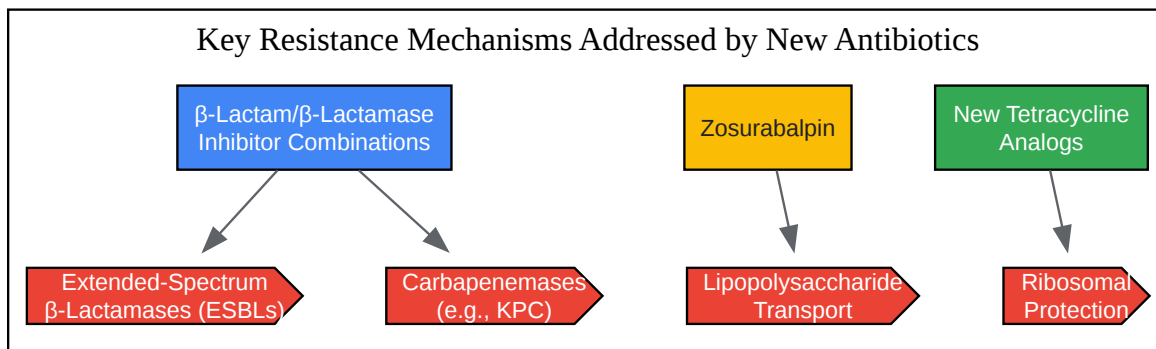 Key Resistance Mechanisms Addressed by New Antibiotics
β-Lactam/β-Lactamase
Inhibitor Combinations
Zosurabalpin
New Tetracycline
Analogs
Extended-Spectrum
β-Lactamases (ESBLs)
Carbapenemases
(e.g., KPC)
Lipopolysaccharide
Transport
Ribosomal
Protection